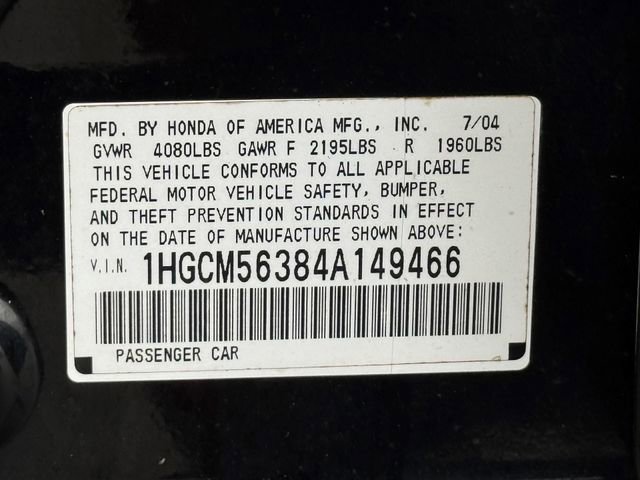 MFD. BY HONDA OF AMERICA MFG., INC. 7/04
GVWR 4080LBS GAWR F 2195LBS R 1960LBS
THIS VEHICLE CONFORMS TO ALL APPLICABLE
FEDERAL MOTOR VEHICLE SAFETY, BUMPER,
AND THEFT PREVENTION STANDARDS IN EFFECT
ON THE DATE OF MANUFACTURE SHOWN ABOVE:
V.I.N. 1HGCM56384A149466
PASSENGER CAR